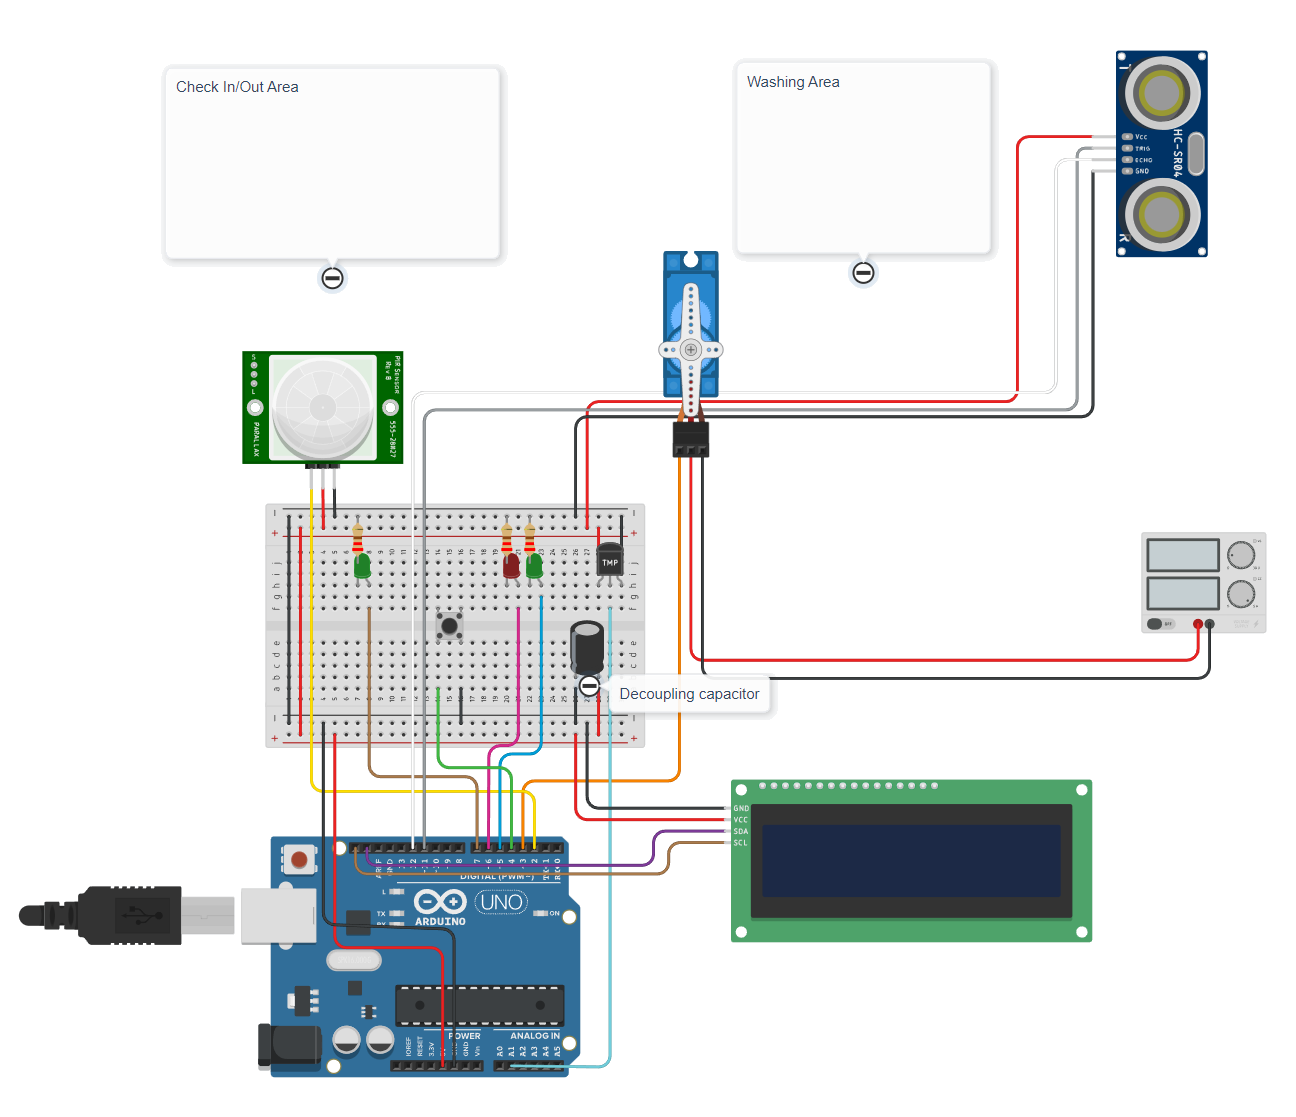 Check In/Out Area
Washing Area
T
HC-SR04
Vcc
TRIG
ECHO
GND
R
PIR SENSOR
Rev B
S
L
PARALLAX
555-28027
TMP
Decoupling capacitor
GND
VCC
SDA
SCL
AREF
GND
DIGITAL (PWM~)
L
TX
ARDUINO
UNO
ON
POWER
ANALOG IN
IOREF
RESET
3.3V
GND
Vin
A0
A1
A2
A3
A4
A5